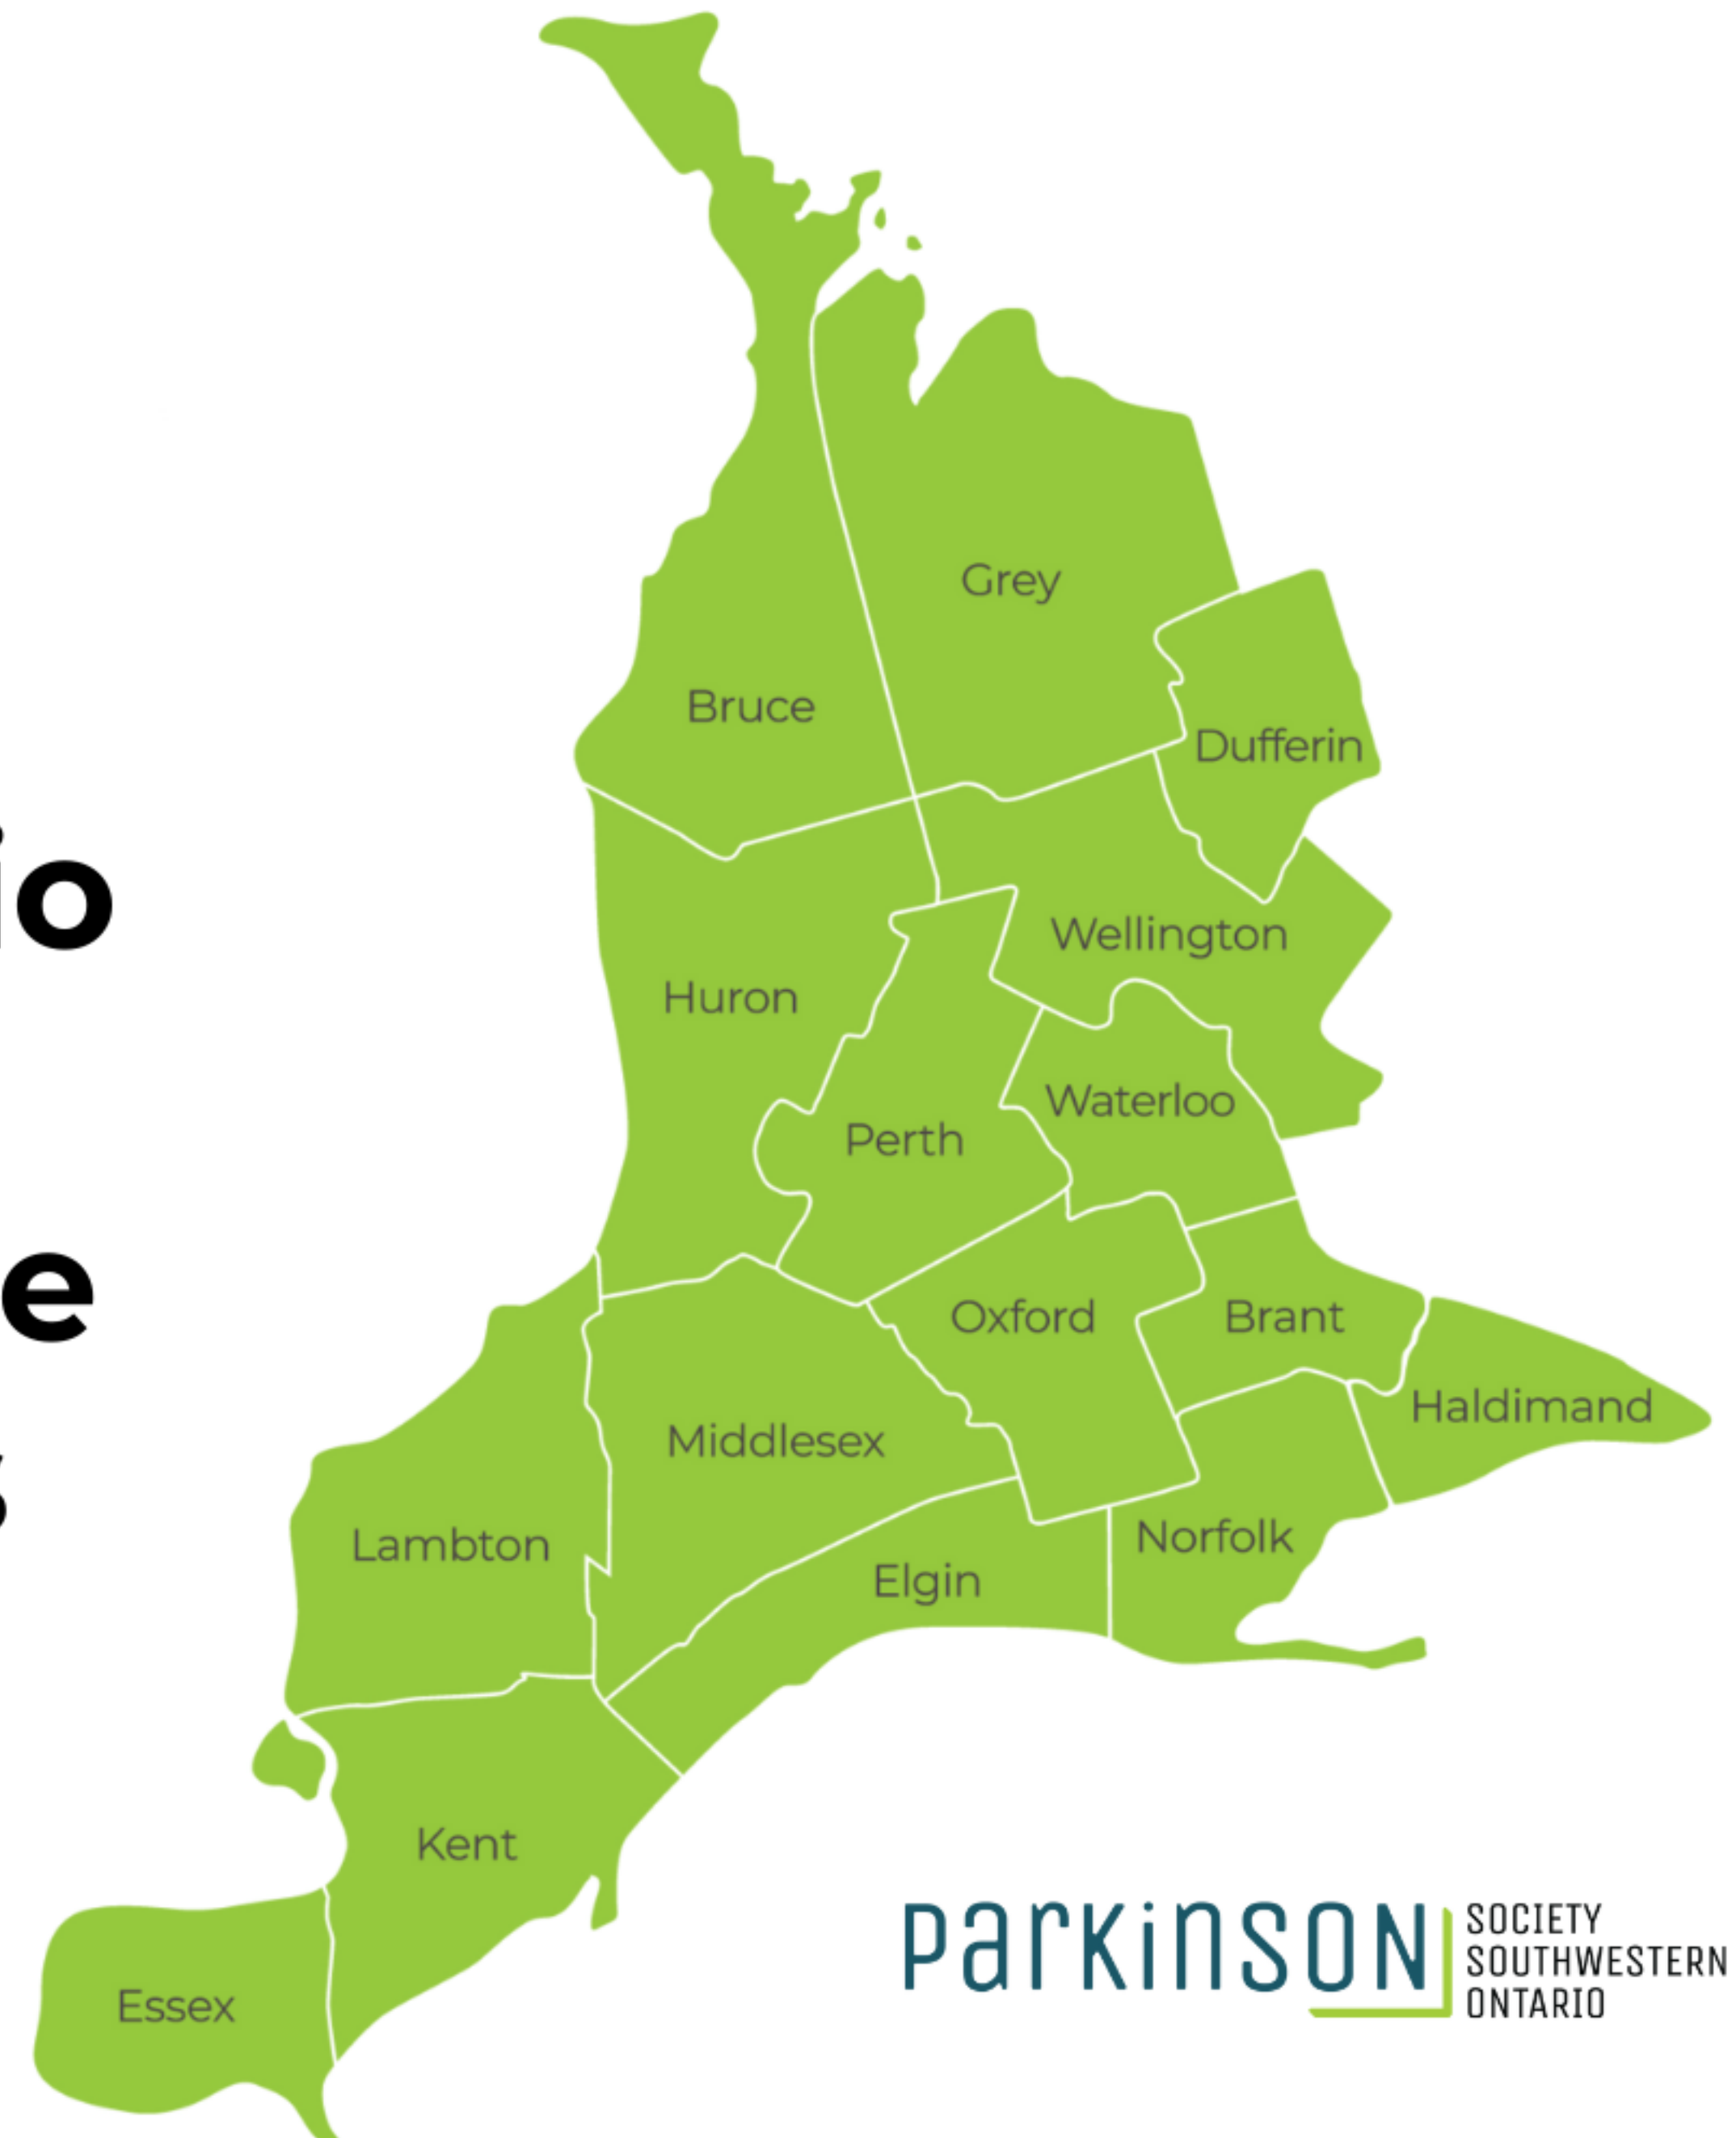 Grey
Bruce
Dufferin
io
Wellington
Huron
Waterloo
Perth
e
Oxford
Brant
Haldimand
Middlesex
Lambton
Norfolk
Elgin
Kent
Essex
Parkinson
SOCIETY
SOUTHWESTERN
ONTARIO